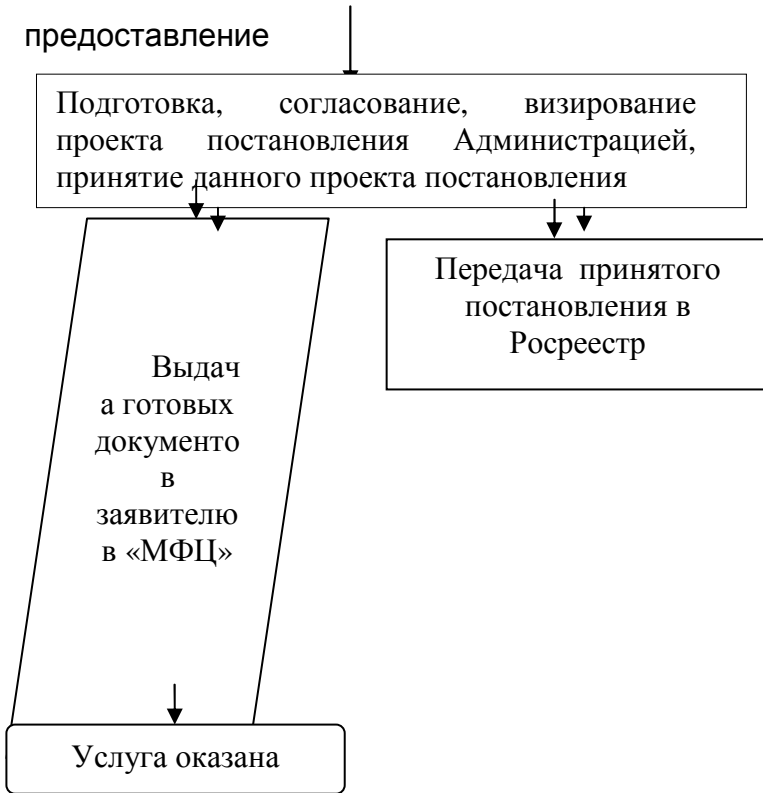 предоставление
Подготовка, согласование, визирование
проекта постановления Администрацией,
принятие данного проекта постановления
Передача принятого
постановления в
Росреестр
Выдач
а готовых
документо
в
заявителю
в «МФЦ»
Услуга оказана